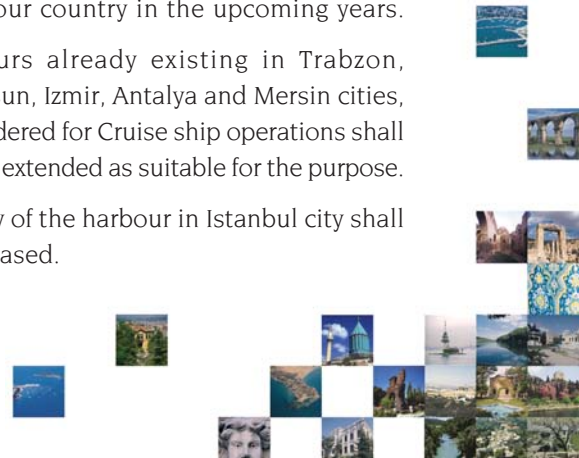 our country in the upcoming years.
urs already existing in Trabzon,
un, Izmir, Antalya and Mersin cities,
dered for Cruise ship operations shall
extended as suitable for the purpose.
y of the harbour in Istanbul city shall
ased.